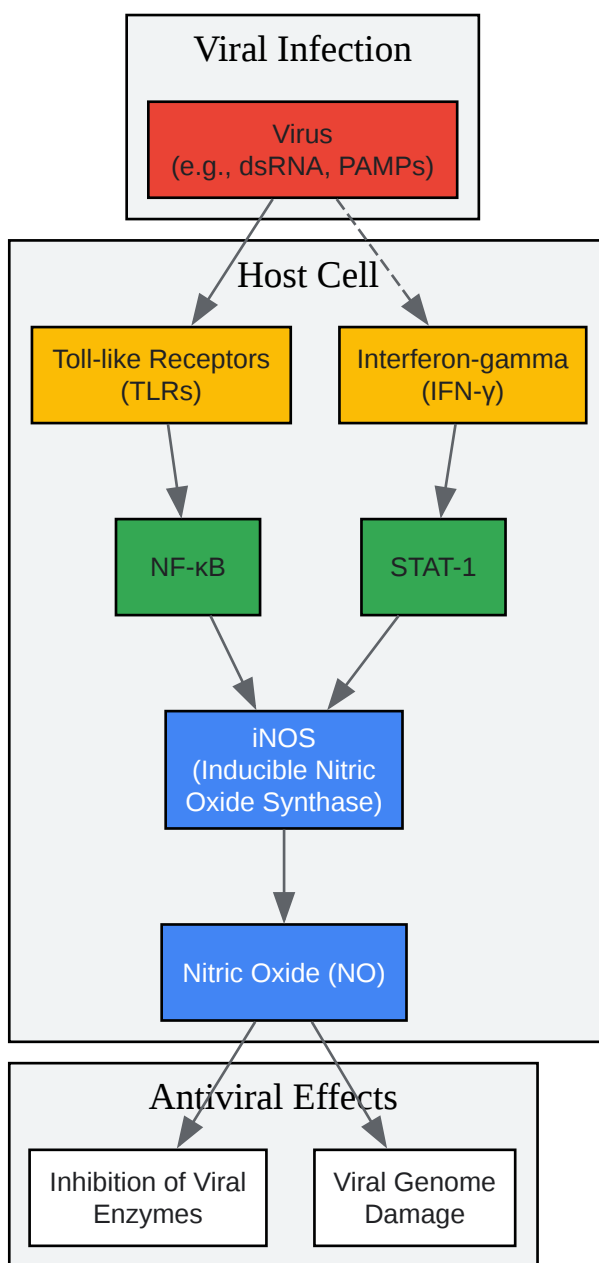 Viral Infection
Virus
(e.g., dsRNA, PAMPs)
Host Cell
Toll-like Receptors
(TLRs)
Interferon-gamma
(IFN-γ)
NF-κB
STAT-1
iNOS
(Inducible Nitric
Oxide Synthase)
Nitric Oxide (NO)
Antiviral Effects
Inhibition of Viral
Enzymes
Viral Genome
Damage